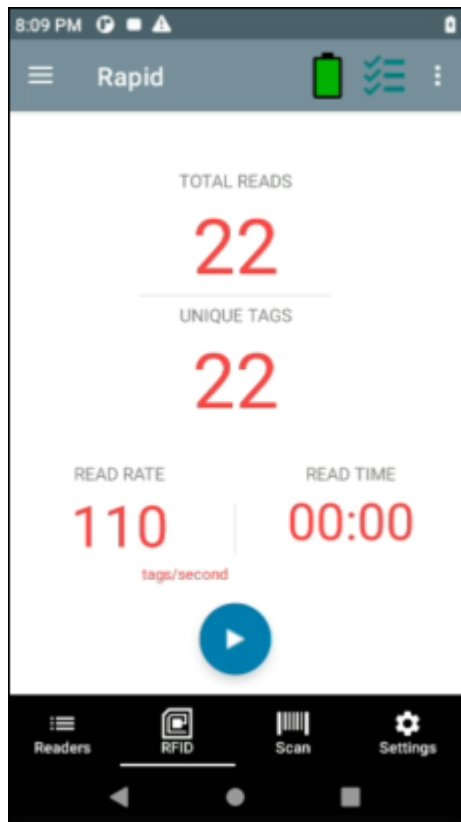 8:09 PM
Rapid
TOTAL READS
22
UNIQUE TAGS
22
READ RATE
READ TIME
110
00:00
tags/second
Readers
RFID
Scan
Settings